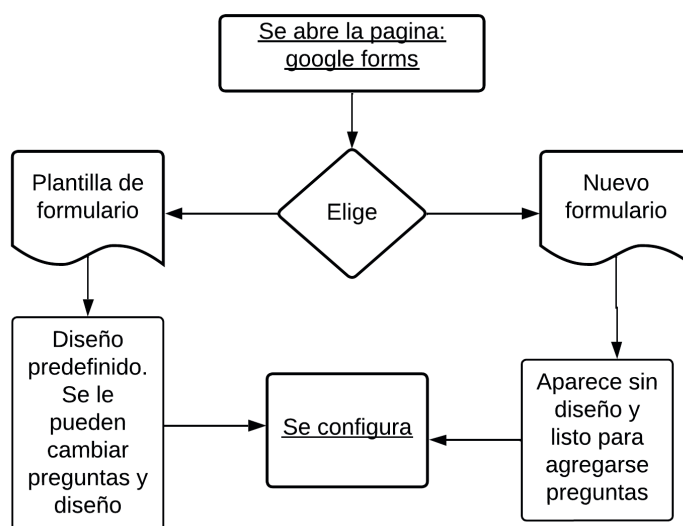 Se abre la pagina:
google forms
Plantilla de
formulario
Elige
Nuevo
formulario
Diseño
predefinido.
Se le
pueden
cambiar
preguntas y
diseño
Se configura
Aparece sin
diseño y
listo para
agregarse
preguntas